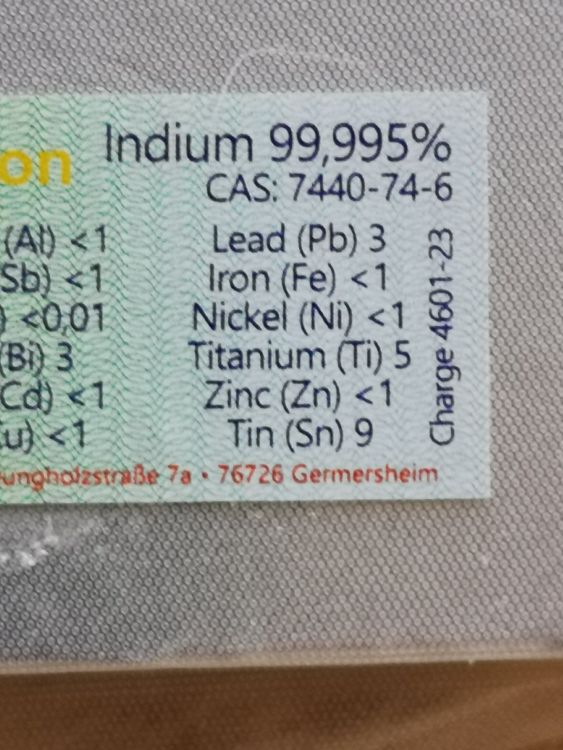 on
Indium 99,995%
CAS: 7440-74-6
(Al) <1
Lead (Pb) 3
Sb) <1
Iron (Fe) <1
) <0,01
Nickel (Ni) <1
(Bi) 3
Titanium (Ti) 5
Cd) <1
Zinc (Zn) <1
u) <1
Tin (Sn) 9
Charge 4601-23
ungholzstraße 7a • 76726 Germersheim